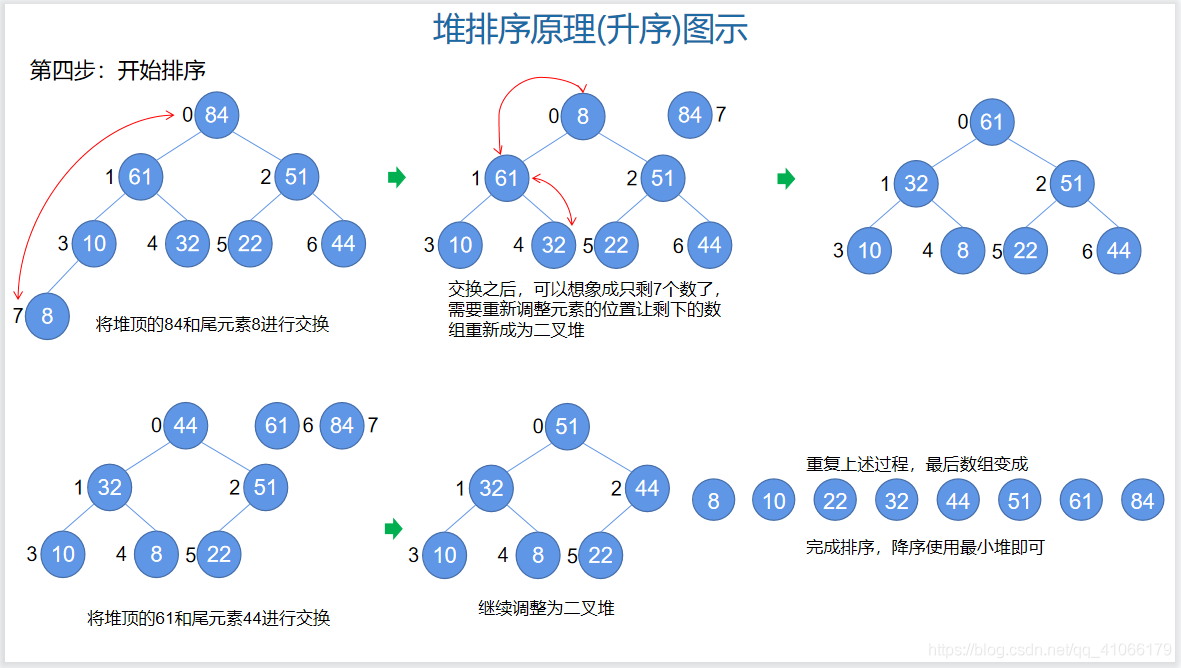 堆排序原理(升序)图示
第四步：开始排序
0 84
1 61 2 51
3 10 4 32 5 22 6 44
7 8
将堆顶的84和尾元素8进行交换
0 8 84 7
1 61 2 51
3 10 4 32 5 22 6 44
交换之后，可以想象成只剩7个数了，
需要重新调整元素的位置让剩下的数
组重新成为二叉堆
0 61
1 32 2 51
3 10 4 8 5 22 6 44
0 44 61 6 84 7
1 32 2 51
3 10 4 8 5 22
将堆顶的61和尾元素44进行交换
0 51
1 32 2 44
3 10 4 8 5 22
继续调整为二叉堆
重复上述过程，最后数组变成
8 10 22 32 44 51 61 84
完成排序，降序使用最小堆即可
https://blog.csdn.net/qq_41066179